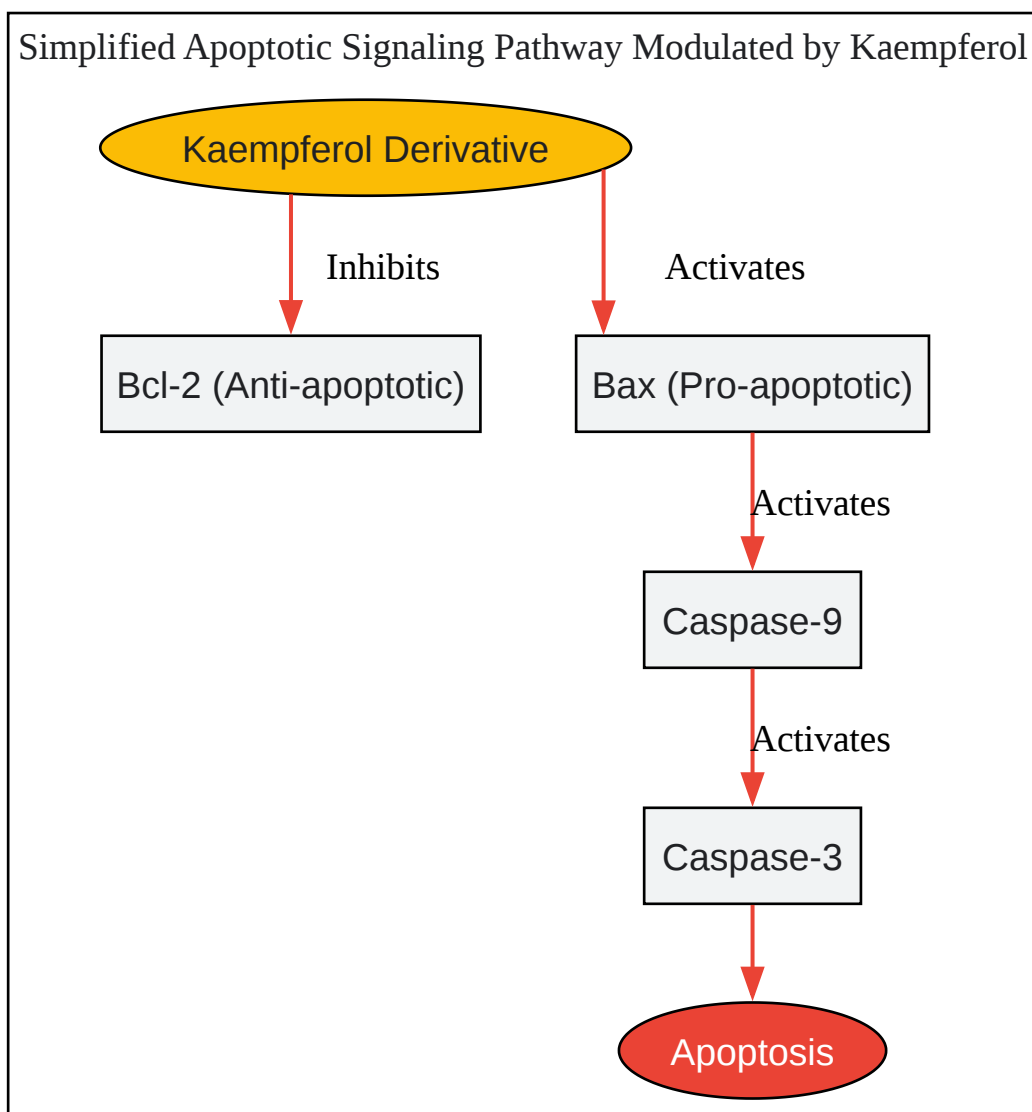 Simplified Apoptotic Signaling Pathway Modulated by Kaempferol
Kaempferol Derivative
Inhibits
Activates
Bcl-2 (Anti-apoptotic)
Bax (Pro-apoptotic)
Activates
Caspase-9
Activates
Caspase-3
Apoptosis